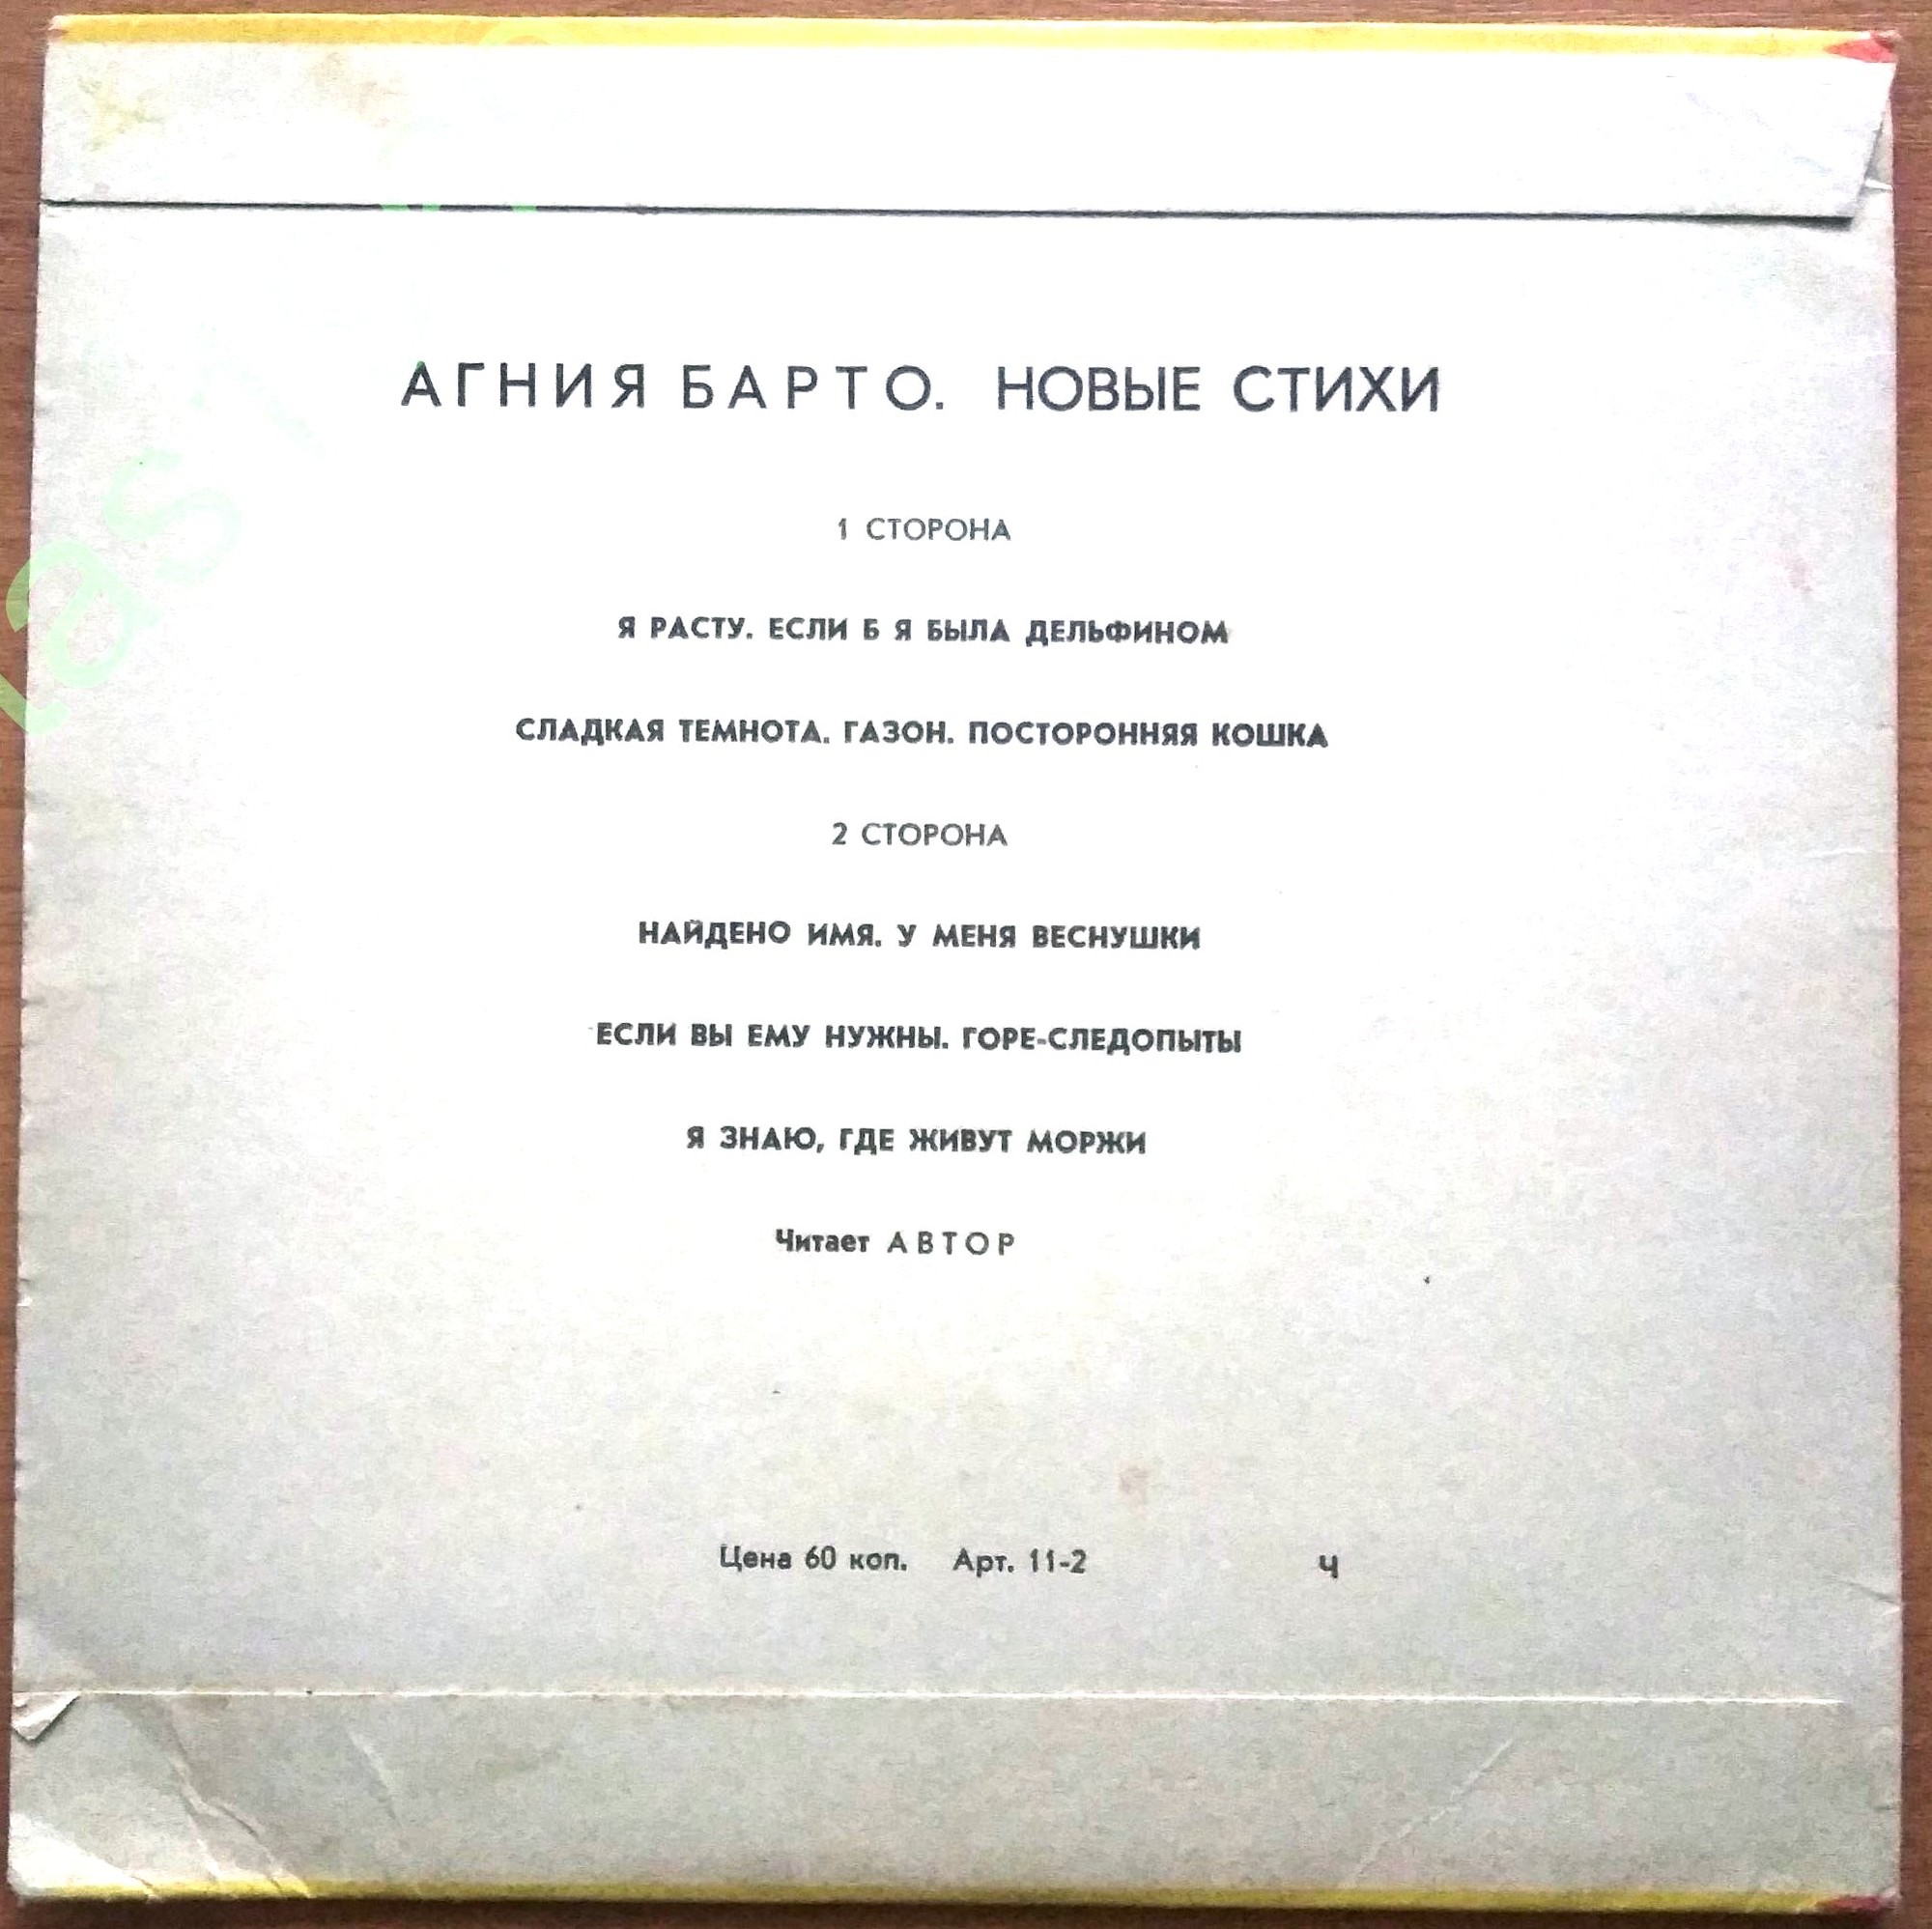 АГНИЯ БАРТО. НОВЫЕ СТИХИ
1 СТОРОНА
Я РАСТУ. ЕСЛИ Б Я БЫЛА ДЕЛЬФИНОМ
СЛАДКАЯ ТЕМНОТА. ГАЗОН. ПОСТОРОННЯЯ КОШКА
2 СТОРОНА
НАЙДЕНО ИМЯ. У МЕНЯ ВЕСНУШКИ
ЕСЛИ ВЫ ЕМУ НУЖНЫ. ГОРЕ-СЛЕДОПЫТЫ
Я ЗНАЮ, ГДЕ ЖИВУТ МОРЖИ
Читает АВТОР
Цена 60 коп. Арт. 11-2 Ч